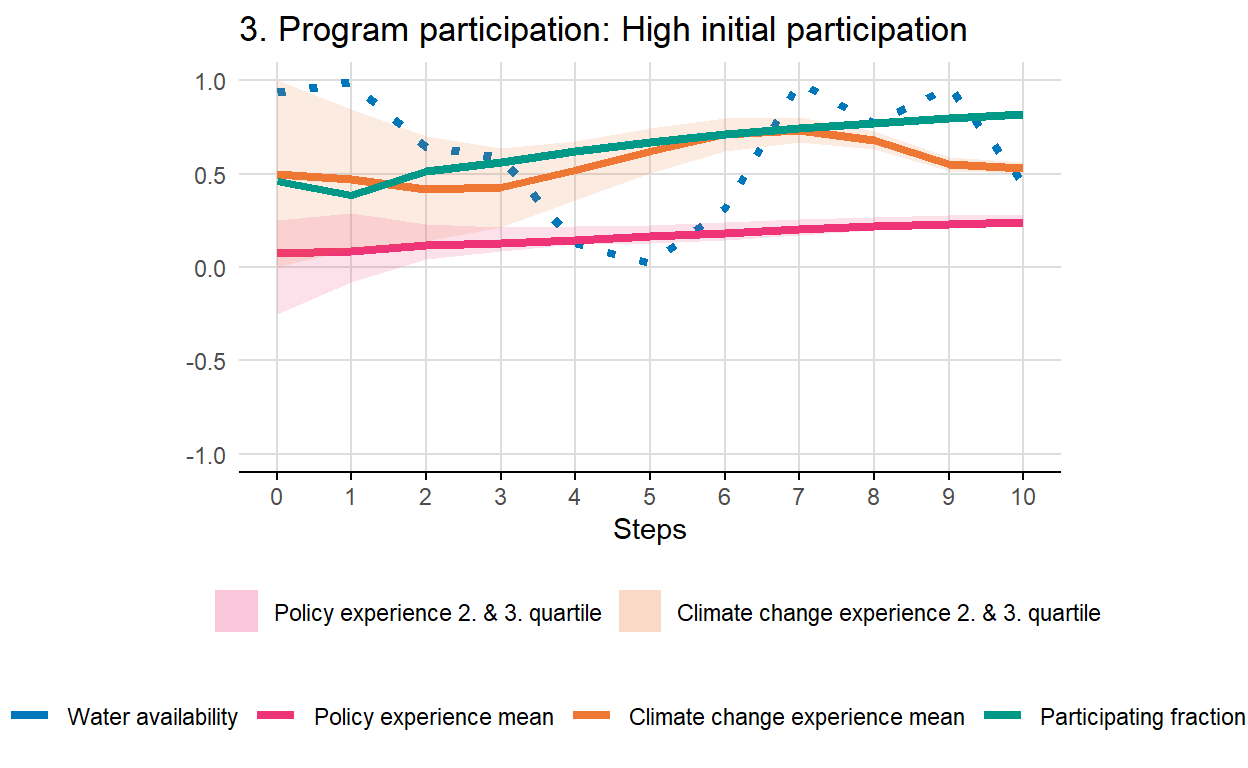 3. Program participation: High initial participation
1.0
0.5
0.0
-0.5
-1.0
0 1 2 3 4 5 6 7 8 9 10
Steps
Policy experience 2. & 3. quartile Climate change experience 2. & 3. quartile
Water availability Policy experience mean Climate change experience mean Participating fraction